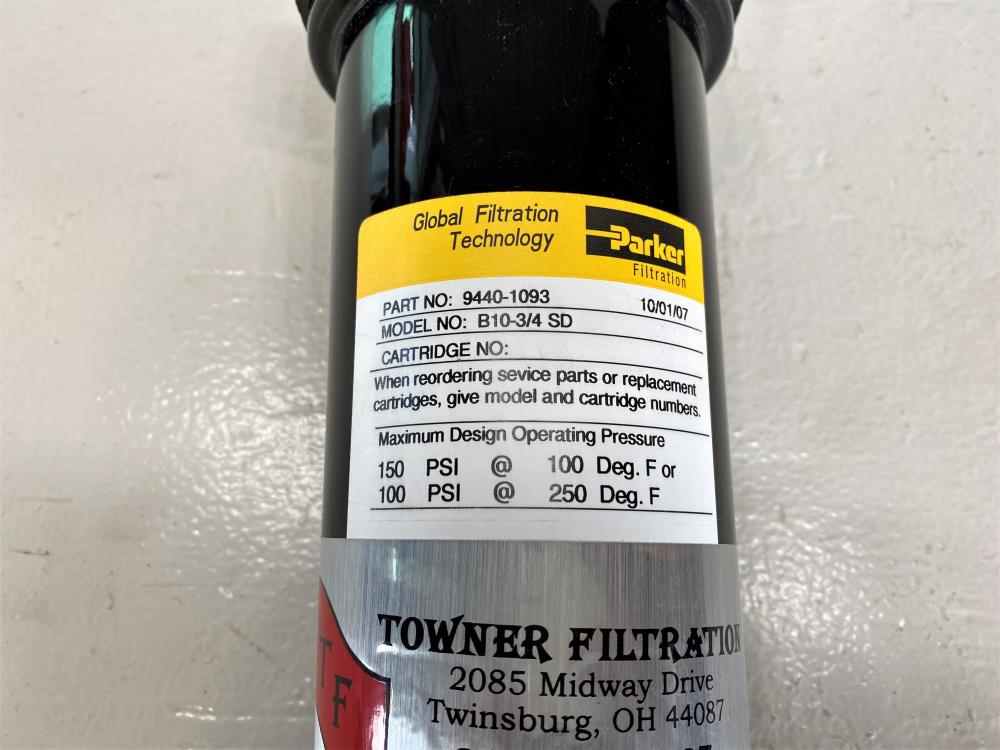 Global Filtration
Technology
Parker
Filtration
PART NO: 9440-1093 10/01/07
MODEL NO: B10-3/4 SD
CARTRIDGE NO:
When reordering sevice parts or replacement
cartridges, give model and cartridge numbers.
Maximum Design Operating Pressure
150 PSI @ 100 Deg. F or
100 PSI @ 250 Deg. F
TOWNER FILTRATION
2085 Midway Drive
Twinsburg, OH 44087
T
F